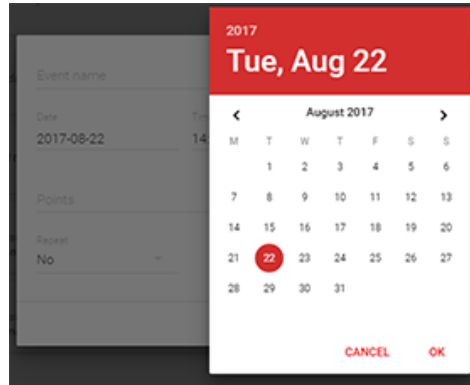 2017
Tue, Aug 22
August 2017
M T W T F S S
1 2 3 4 5 6
7 8 9 10 11 12 13
14 15 16 17 18 19 20
21 22 23 24 25 26 27
28 29 30 31
CANCEL OK
Event name
Date
2017-08-22
14
Points
Repeat
No